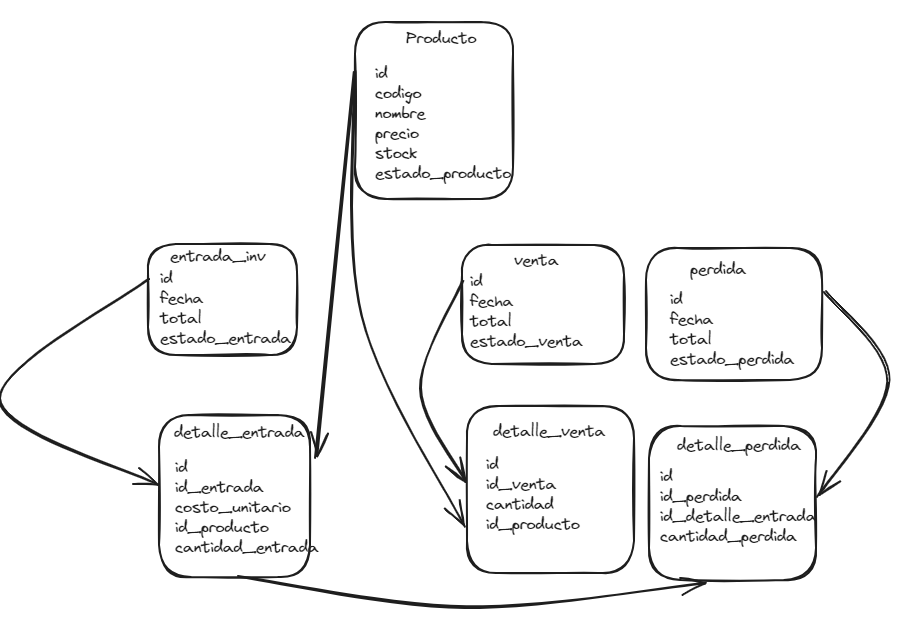 Producto
id
codigo
nombre
precio
stock
estado_producto
entrada_inv
id
fecha
total
estado_entrada
venta
id
fecha
total
estado_venta
perdida
id
fecha
total
estado_perdida
detalle_entrada
id
id_entrada
costo_unitario
id_producto
cantidad_entrada
detalle_venta
id
id_venta
cantidad
id_producto
detalle_perdida
id
id_perdida
id_detalle_entrada
cantidad_perdida